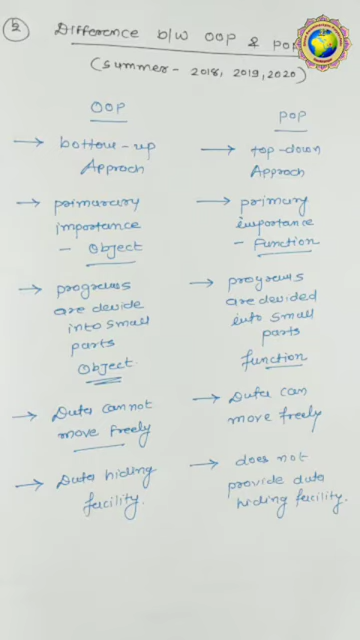 2 Difference b/w OOP & POP
(Summer - 2018, 2019, 2020)
OOP
→ bottom-up
Approch
→ primarary
importance
- Object
→ programs
are devide
into small
parts
Object
→ Data cannot
move freely
→ Data hiding
facility.
POP
→ top-down
Approch
→ primary
importance
- Function
→ programs
are devided
into small
parts
function
→ Data can
move freely
→ does not
provide data
hiding facility.